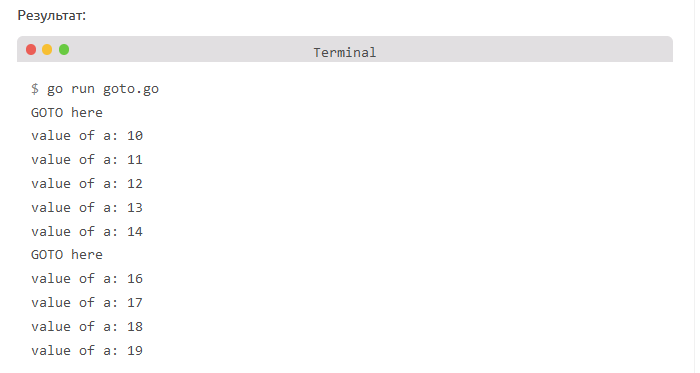 Результат:
Terminal
$ go run goto.go
GOTO here
value of a: 10
value of a: 11
value of a: 12
value of a: 13
value of a: 14
GOTO here
value of a: 16
value of a: 17
value of a: 18
value of a: 19